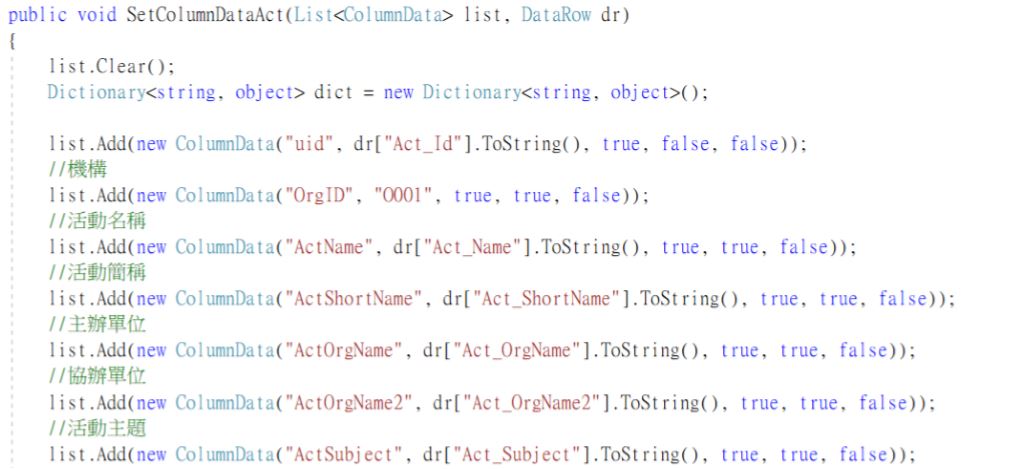 public void SetColumnDataAct(List<ColumnData> list, DataRow dr)
{
list.Clear();
Dictionary<string, object> dict = new Dictionary<string, object>();
list.Add(new ColumnData("uid", dr["Act_Id"].ToString(), true, false, false));
//機構
list.Add(new ColumnData("OrgID", "O001", true, true, false));
//活動名稱
list.Add(new ColumnData("ActName", dr["Act_Name"].ToString(), true, true, false));
//活動簡稱
list.Add(new ColumnData("ActShortName", dr["Act_ShortName"].ToString(), true, true, false));
//主辦單位
list.Add(new ColumnData("ActOrgName", dr["Act_OrgName"].ToString(), true, true, false));
//協辦單位
list.Add(new ColumnData("ActOrgName2", dr["Act_OrgName2"].ToString(), true, true, false));
//活動主題
list.Add(new ColumnData("ActSubject", dr["Act_Subject"].ToString(), true, true, false));